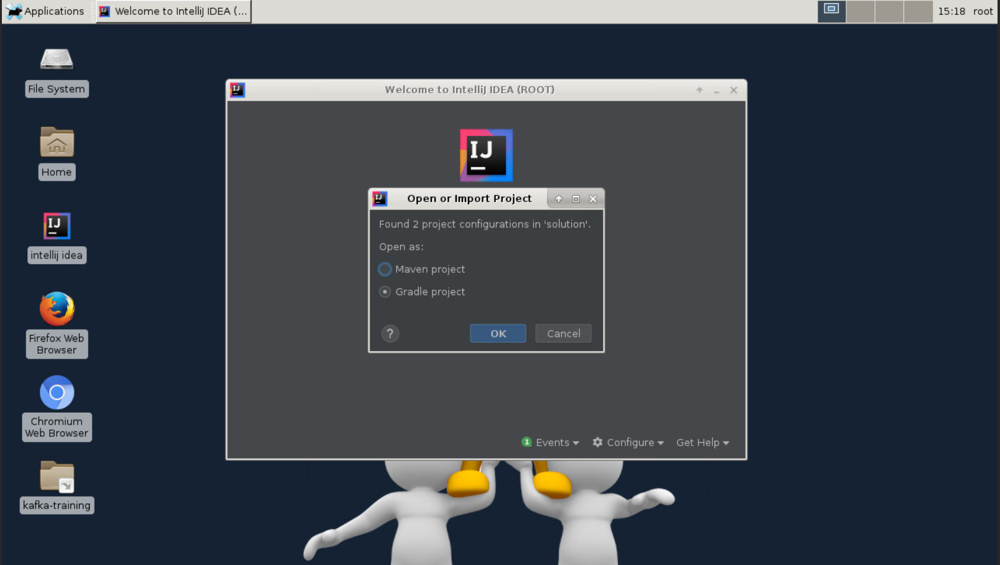 Applications
Welcome to IntelliJ IDEA (...
15:18 root
File System
Home
intellij idea
Firefox Web
Browser
Chromium
Web Browser
kafka-training
Welcome to IntelliJ IDEA (ROOT)
IJ
Open or Import Project
Found 2 project configurations in 'solution'.
Open as:
Maven project
Gradle project
?
OK
Cancel
1 Events
Configure
Get Help